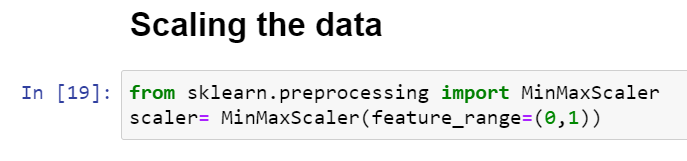 Scaling the data
In [19]: from sklearn.preprocessing import MinMaxScaler
scaler= MinMaxScaler(feature_range=(0,1))